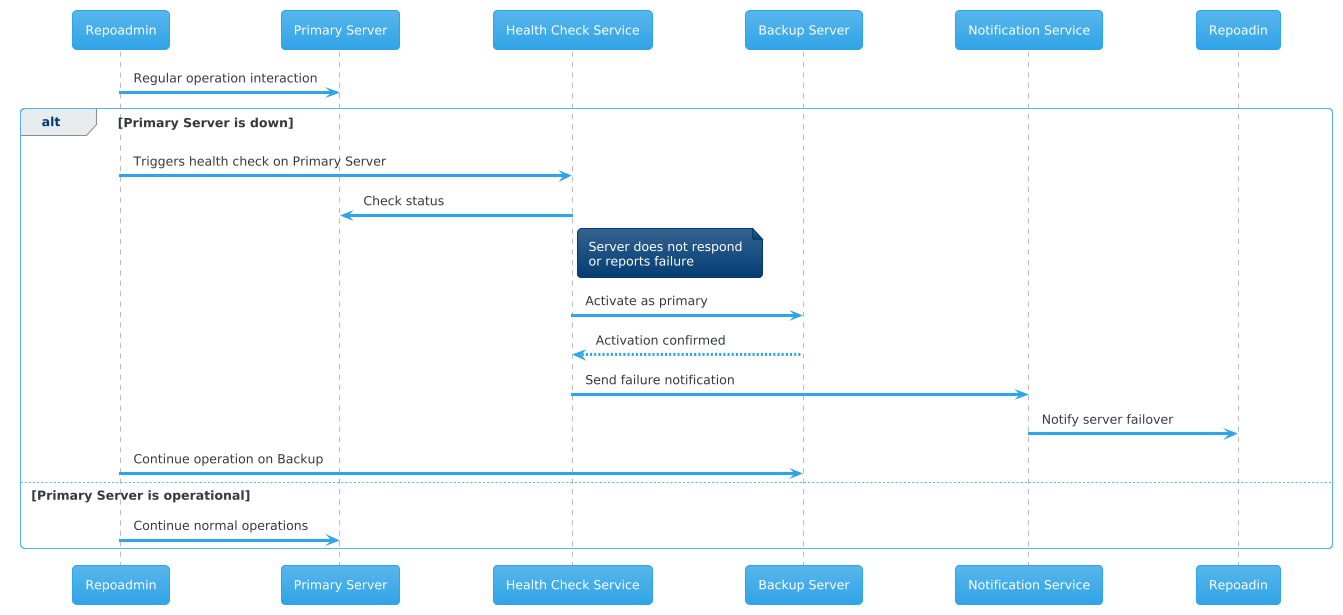 Repoadmin
Primary Server
Health Check Service
Backup Server
Notification Service
Repoadin
Regular operation interaction
alt
[Primary Server is down]
Triggers health check on Primary Server
Check status
Server does not respond
or reports failure
Activate as primary
Activation confirmed
Send failure notification
Notify server failover
Continue operation on Backup
[Primary Server is operational]
Continue normal operations
Repoadmin
Primary Server
Health Check Service
Backup Server
Notification Service
Repoadin